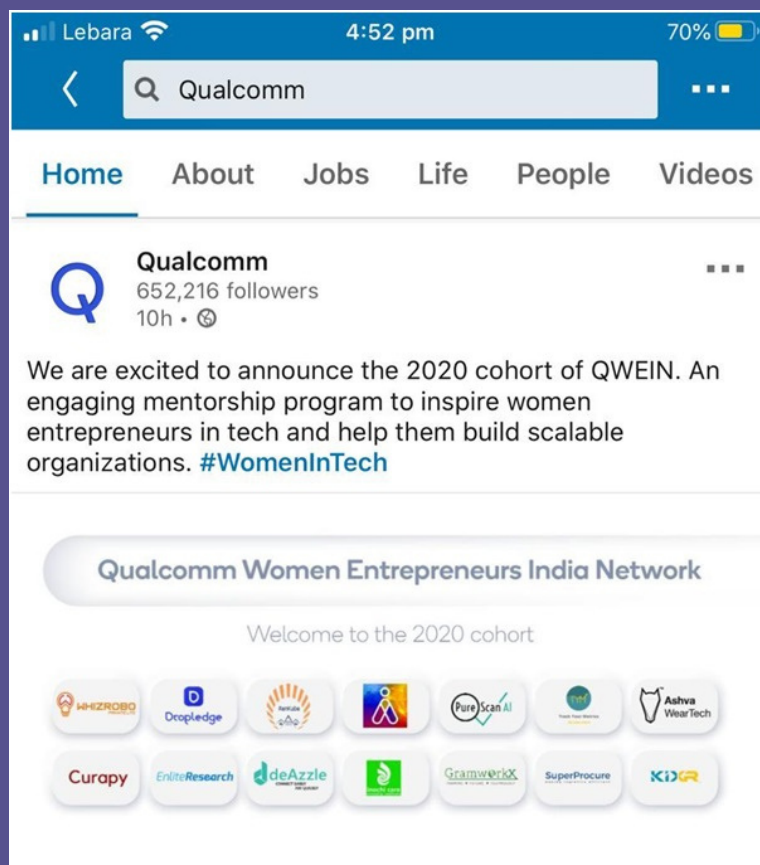 Lebara 4:52 pm 70%
Qualcomm
Home About Jobs Life People Videos
Qualcomm
652,216 followers
10h •
We are excited to announce the 2020 cohort of QWEIN. An
engaging mentorship program to inspire women
entrepreneurs in tech and help them build scalable
organizations. #WomenInTech
Qualcomm Women Entrepreneurs India Network
Welcome to the 2020 cohort
WHIZROBO D Dropledge PureScan AI Ashva
WearTech
Curapy EnliteResearch deAzzle GramworkX SuperProcure KIDXR